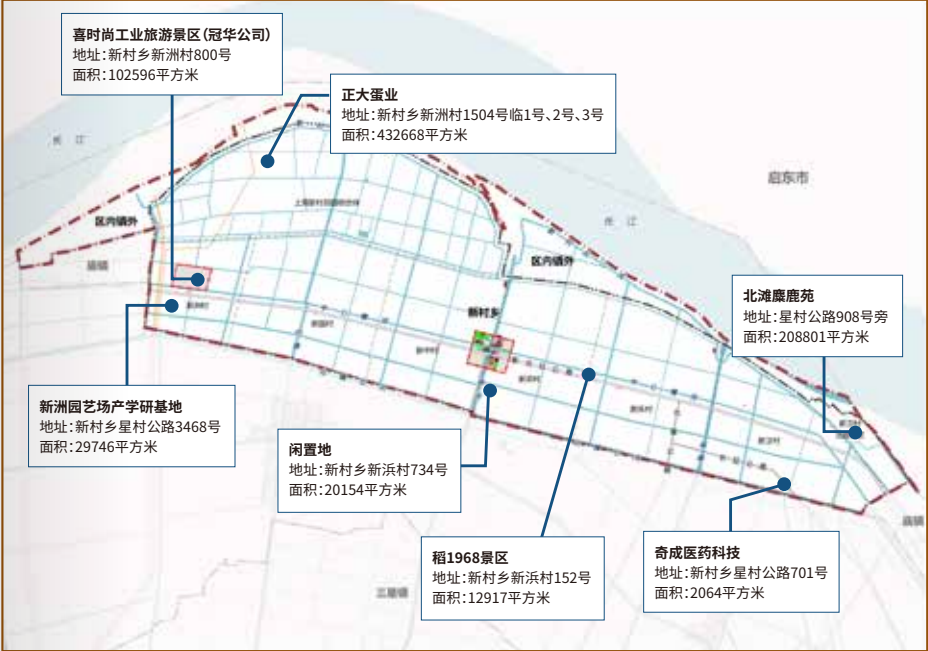 喜时尚工业旅游景区(冠华公司)
地址:新村乡新洲村800号
面积:102596平方米
正大蛋业
地址:新村乡新洲村1504号临1号、2号、3号
面积:432668平方米
长 江
启东市
长 江
区内镇外
区内镇外
北滩麋鹿苑
地址:星村公路908号旁
面积:208801平方米
新村乡
新洲园艺场产学研基地
地址:新村乡星村公路3468号
面积:29746平方米
闲置地
地址:新村乡新浜村734号
面积:20154平方米
稻1968景区
地址:新村乡新浜村152号
面积:12917平方米
奇成医药科技
地址:新村乡星村公路701号
面积:2064平方米
庙镇
三星镇